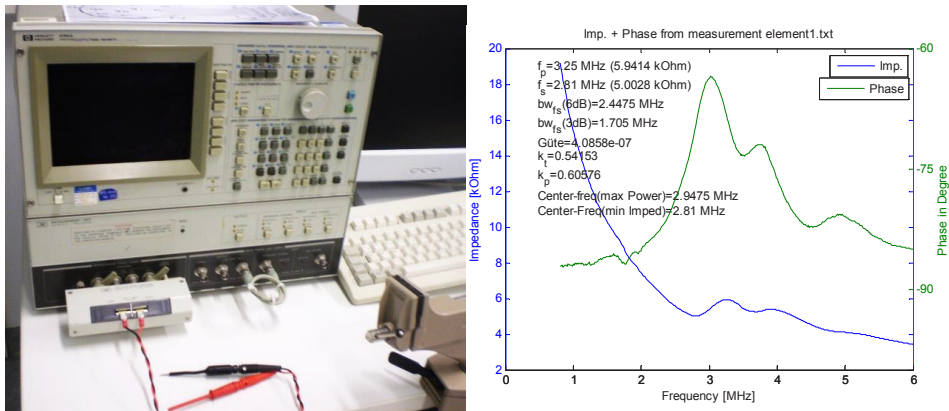 HEWLETT PACKARD
Imp. + Phase from measurement element1.txt
20
18
16
14
12
10
8
6
4
2
Impedance [kOhm]
f_p=3.25 MHz (5.9414 kOhm)
f_s=2.81 MHz (5.0028 kOhm)
bw_fs(6dB)=2.4475 MHz
bw_fs(3dB)=1.705 MHz
Güte=4.0858e-07
k_t=0.54153
k_p=0.60576
Center-freq(max Power)=2.9475 MHz
Center-Freq(min Imped)=2.81 MHz
Imp.
Phase
-60
-75
-90
Phase in Degree
0 1 2 3 4 5 6
Frequency [MHz]